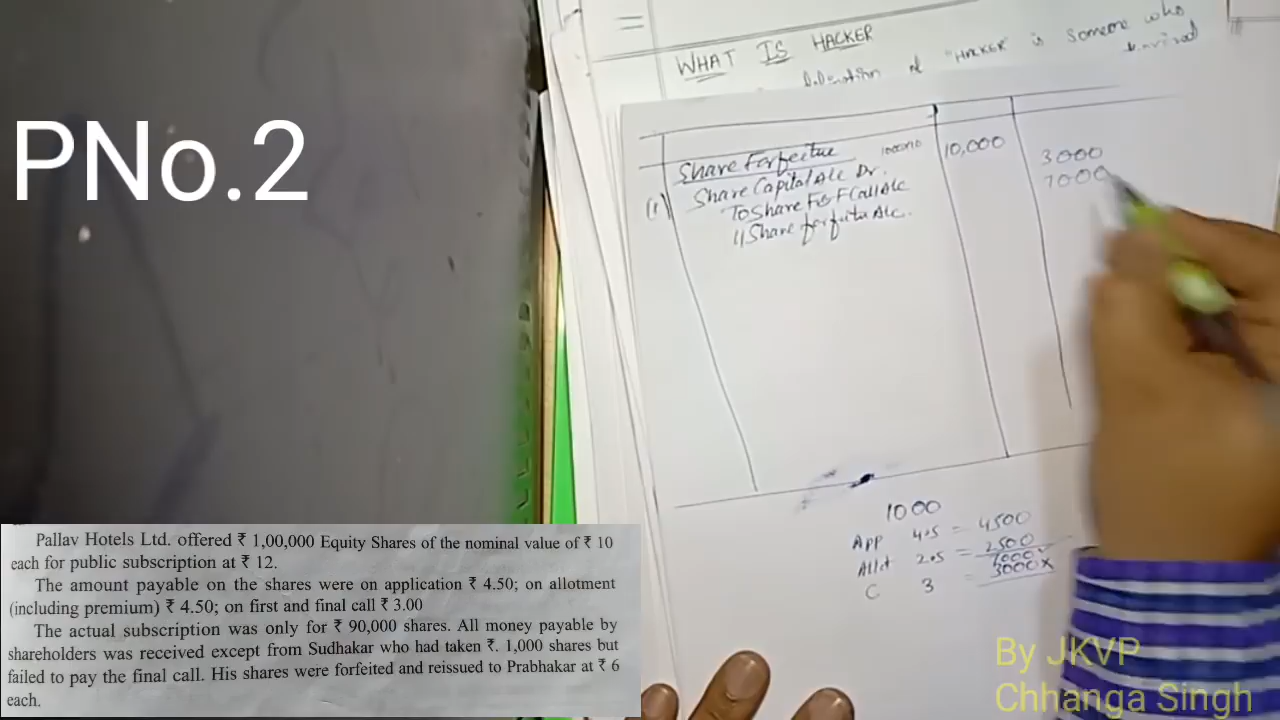 PNo.2
WHAT IS HACKER
"HACKER" is someone who
Share Forfeiture
(1) Share Capital A/c Dr. 1000x10 10,000
To Share F & F Call A/c 3000
11 Share forfeitu A/c. 7000
1000
App 4.5 = 4500
Allot 2.5 = 2500
7000
C 3 = 3000 x
Pallav Hotels Ltd. offered ₹ 1,00,000 Equity Shares of the nominal value of ₹ 10
each for public subscription at ₹ 12.
The amount payable on the shares were on application ₹ 4.50; on allotment
(including premium) ₹ 4.50; on first and final call ₹ 3.00
The actual subscription was only for ₹ 90,000 shares. All money payable by
shareholders was received except from Sudhakar who had taken ₹. 1,000 shares but
failed to pay the final call. His shares were forfeited and reissued to Prabhakar at ₹ 6
each.
By JKVP
Chhanga Singh